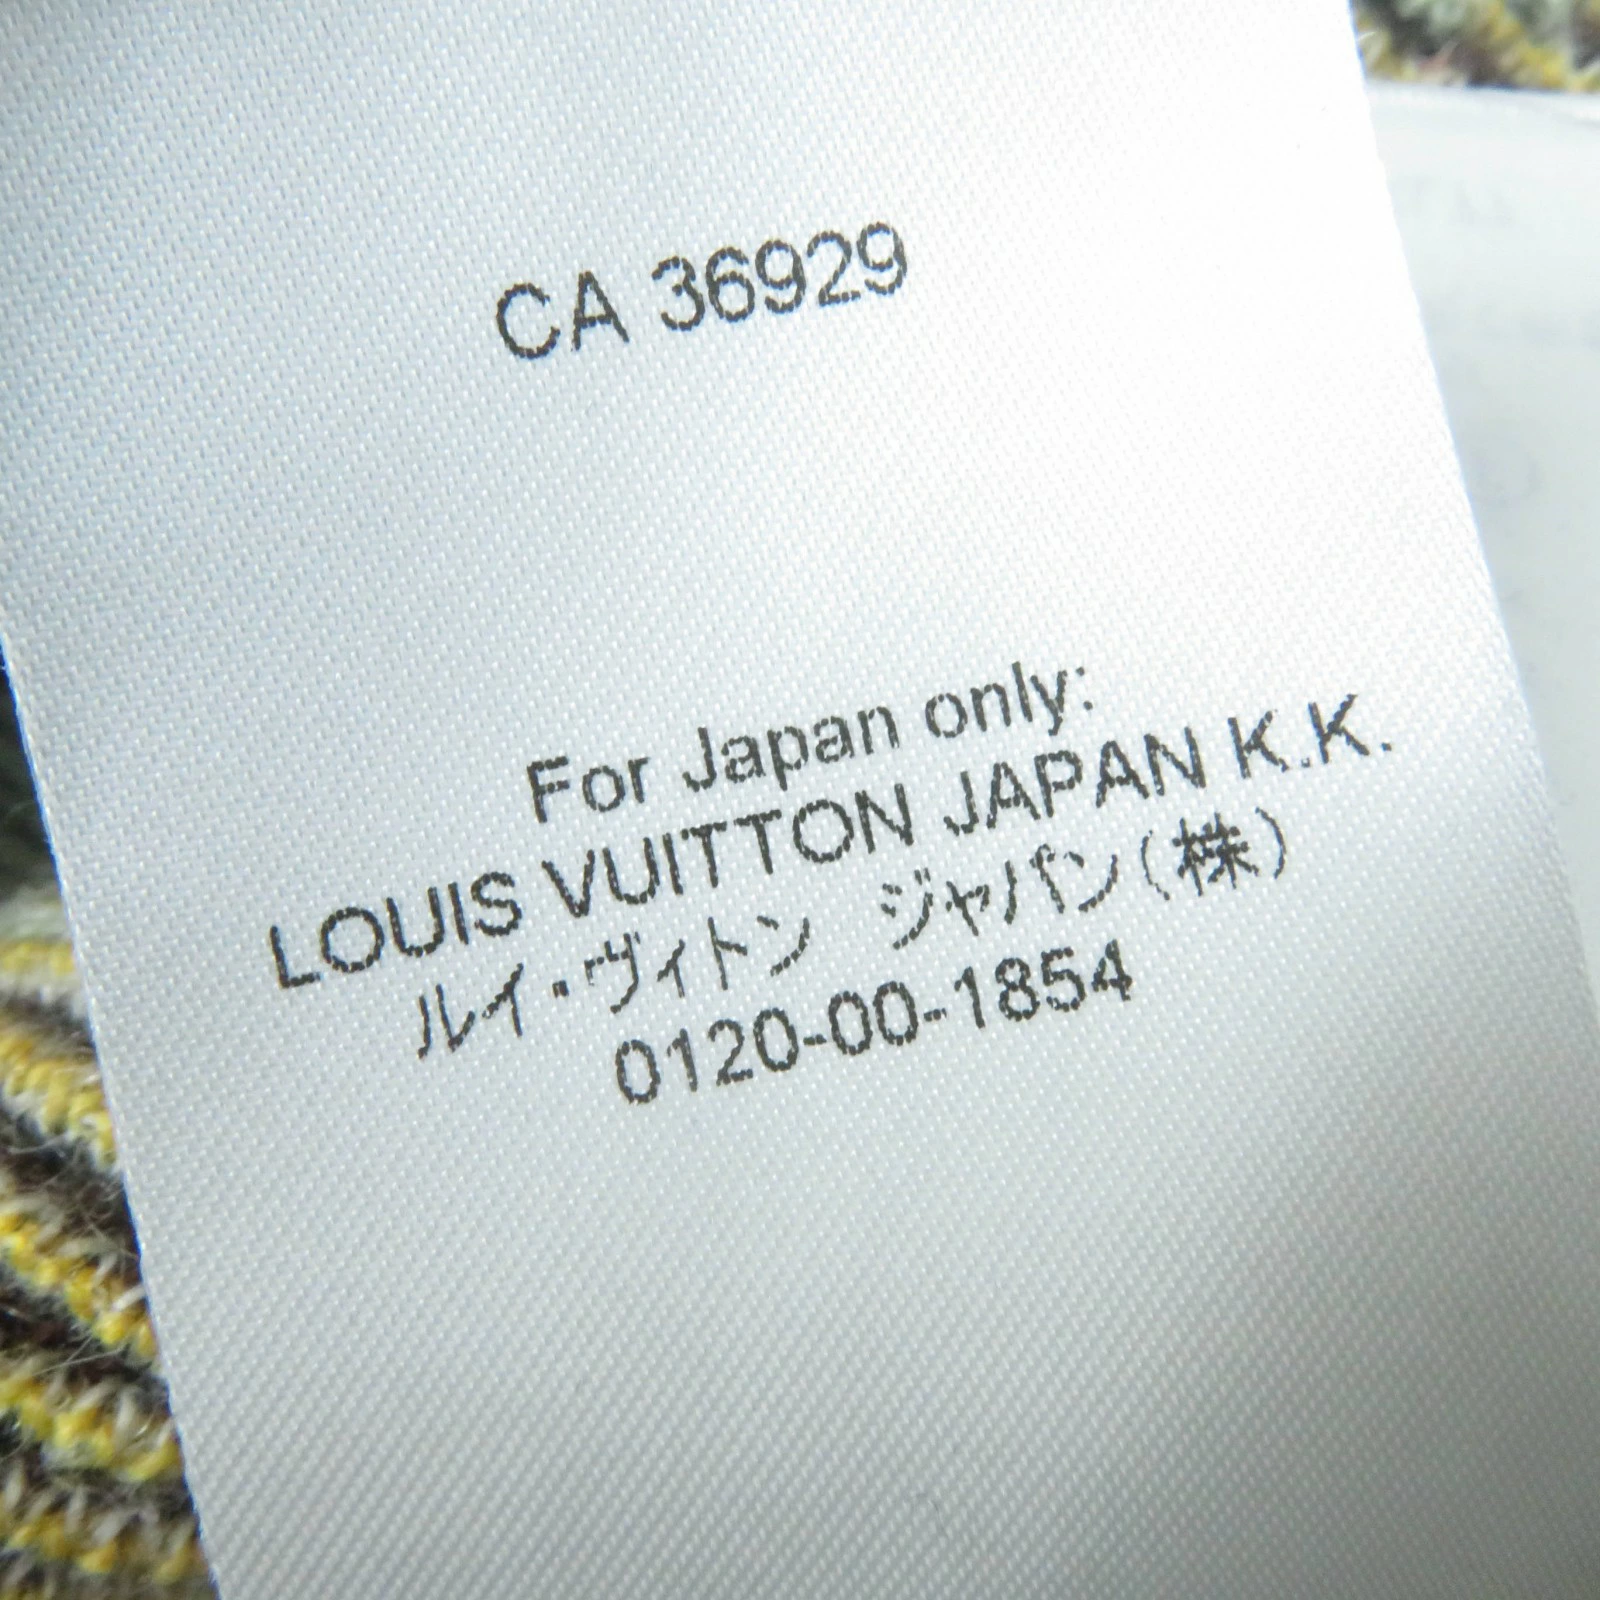 CA 36929
For Japan only:
LOUIS VUITTON JAPAN K.K.
ルイ・ヴィトン ジャパン(株)
0120-00-1854